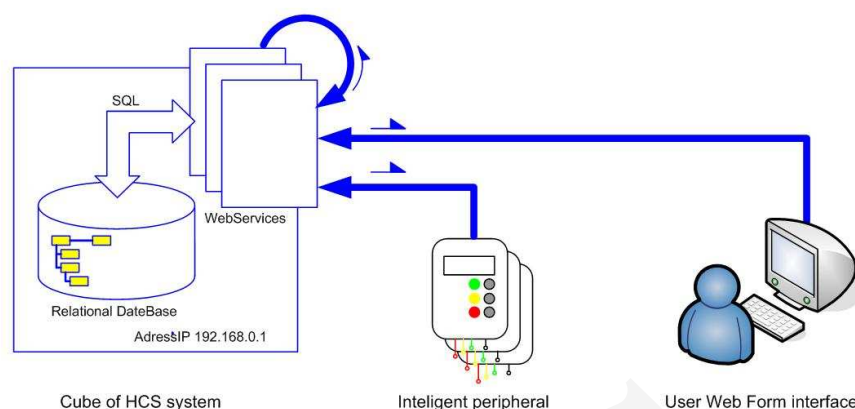 SQL
WebServices
Relational DateBase
AdressIP 192.168.0.1
Cube of HCS system
Inteligent peripheral
User Web Form interface